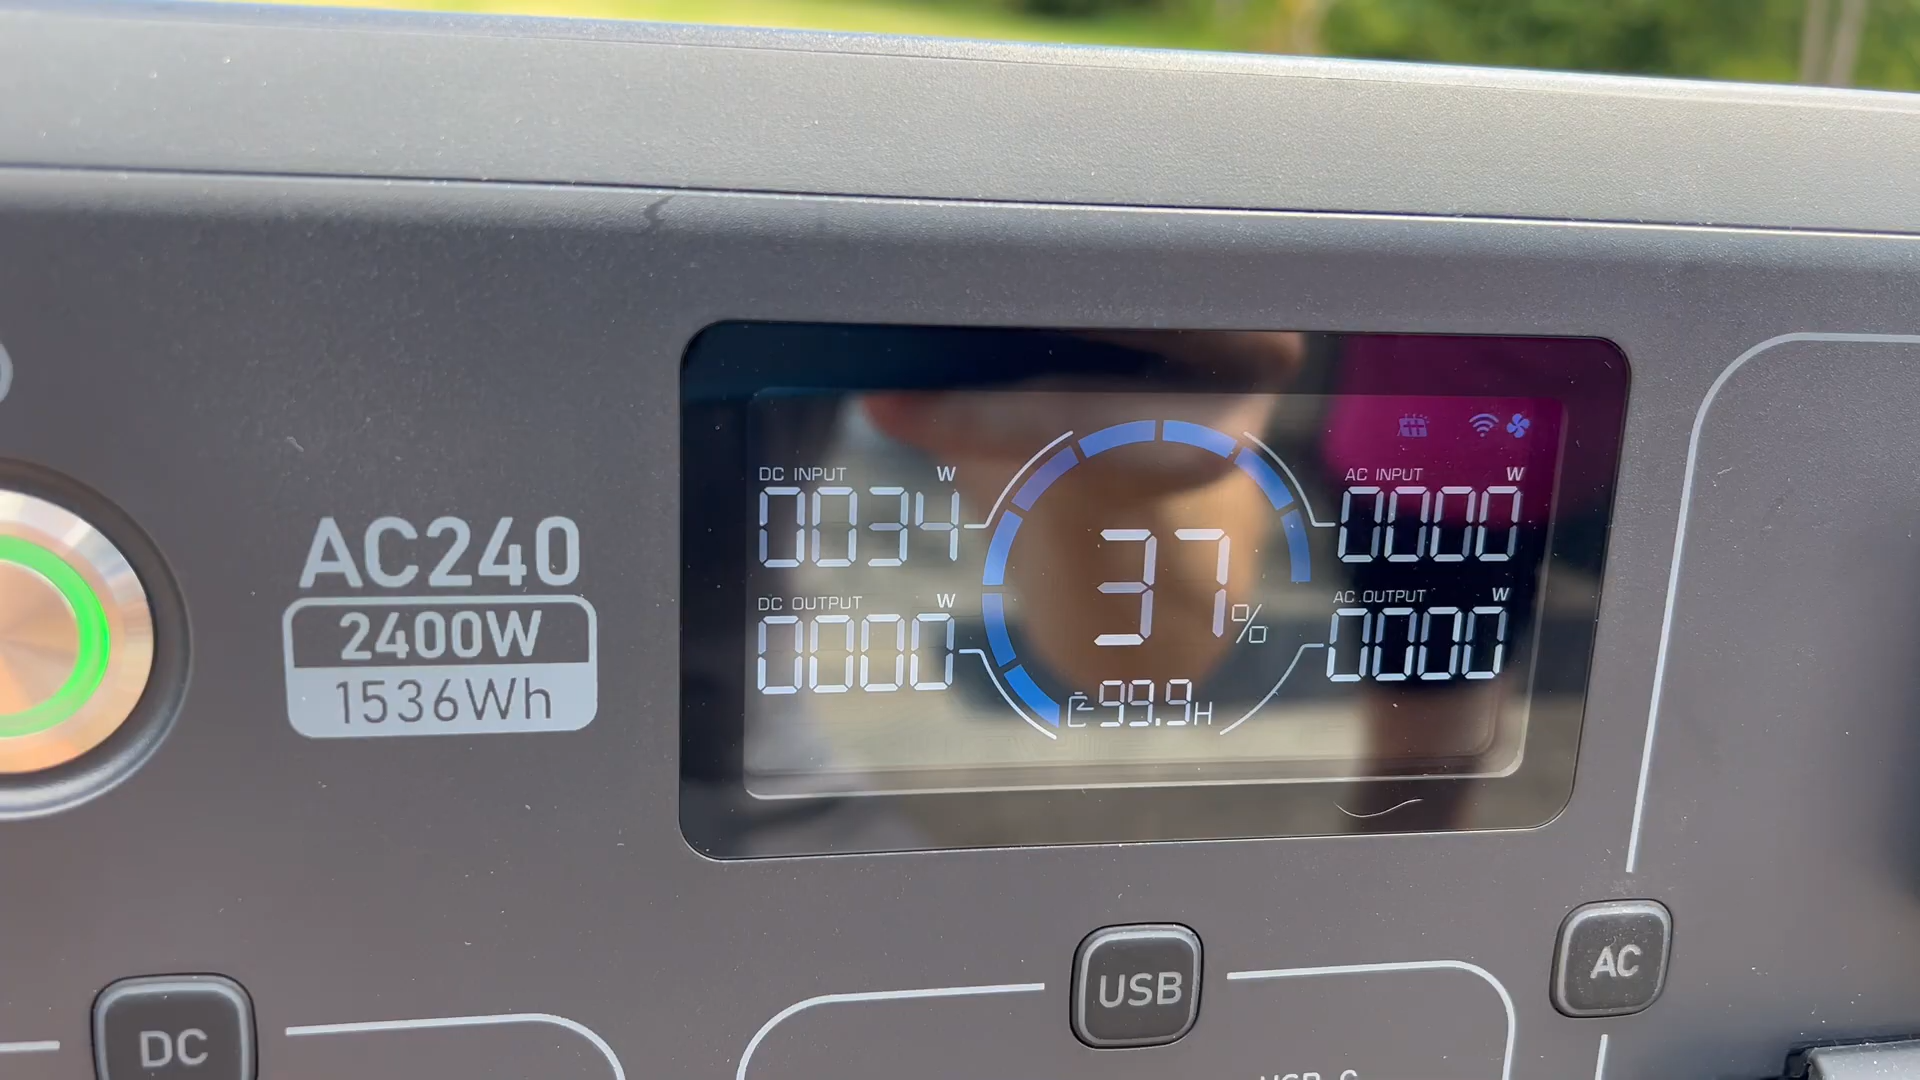 AC240
2400W
1536Wh
DC INPUT W
0034
DC OUTPUT W
0000
37%
99.9H
AC INPUT W
0000
AC OUTPUT W
0000
DC
USB
AC
USB-C